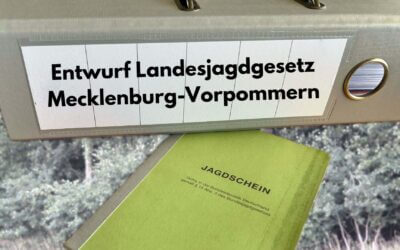 Entwurf Landesjagdgesetz
Mecklenburg-Vorpommern
JAGDSCHEIN